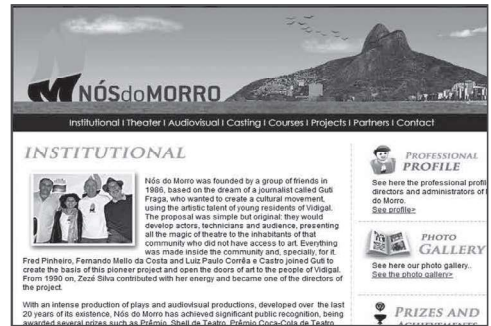 NÓSdoMORRO
Institutional I Theater I Audiovisual I Casting I Courses I Projects I Partners I Contact
INSTITUTIONAL
Nós do Morro was founded by a group of friends in
1986, based on the dream of a journalist called Guti
Fraga, who wanted to create a cultural movement,
using the artistic talent of young residents of Vidigal.
The proposal was simple but original: they would
develop actors, technicians and audience, presenting
all the magic of theatre to the inhabitants of that
community who did not have access to art. Everything
was made inside the community and, specially, for it.
Fred Pinheiro, Fernando Mello da Costa and Luiz Paulo Corrêa e Castro joined Guti to
create the basis of this pioneer project and open the doors of art to the people of Vidigal.
From 1990 on, Zezé Silva contributed with her energy and became one of the directors of
the project.
With an intense production of plays and audiovisual productions, developed over the last
20 years of its existence, Nós do Morro has achieved significant public recognition, being
awarded several prizes such as Prêmio Shell de Teatro, Prêmio Coca-Cola de Teatro
PROFESSIONAL
PROFILE
See here the professional profil
directors and administrators of
do Morro.
See profile>
PHOTO
GALLERY
See here our photo gallery..
See the photo gallery>
PRIZES AND